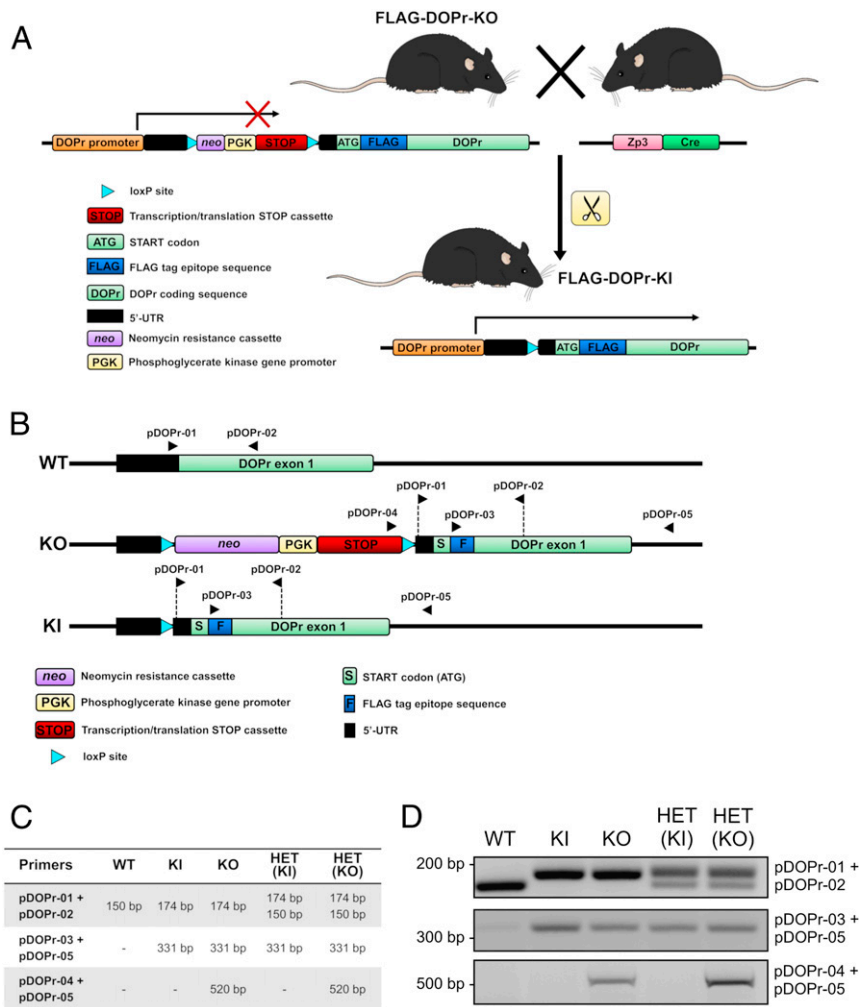 A
FLAG-DOPr-KO
DOPr promoter neo PGK STOP ATG FLAG DOPr
Zp3 Cre
loxP site
STOP Transcription/translation STOP cassette
ATG START codon
FLAG FLAG tag epitope sequence
DOPr DOPr coding sequence
5'-UTR
neo Neomycin resistance cassette
PGK Phosphoglycerate kinase gene promoter
FLAG-DOPr-KI
DOPr promoter ATG FLAG DOPr
B
pDOPr-01 pDOPr-02
WT DOPr exon 1
pDOPr-01 pDOPr-02
pDOPr-04 pDOPr-03 pDOPr-05
KO neo PGK STOP S F DOPr exon 1
pDOPr-01 pDOPr-02
pDOPr-03 pDOPr-05
KI S F DOPr exon 1
neo Neomycin resistance cassette
PGK Phosphoglycerate kinase gene promoter
STOP Transcription/translation STOP cassette
loxP site
S START codon (ATG)
F FLAG tag epitope sequence
5'-UTR
C
Primers WT KI KO HET (KI) HET (KO)
pDOPr-01 + pDOPr-02 150 bp 174 bp 174 bp 174 bp 150 bp 174 bp 150 bp
pDOPr-03 + pDOPr-05 - 331 bp 331 bp 331 bp 331 bp
pDOPr-04 + pDOPr-05 - - 520 bp - 520 bp
D
WT KI KO HET (KI) HET (KO)
200 bp pDOPr-01 +
pDOPr-02
pDOPr-03 +
300 bp pDOPr-05
500 bp pDOPr-04 +
pDOPr-05